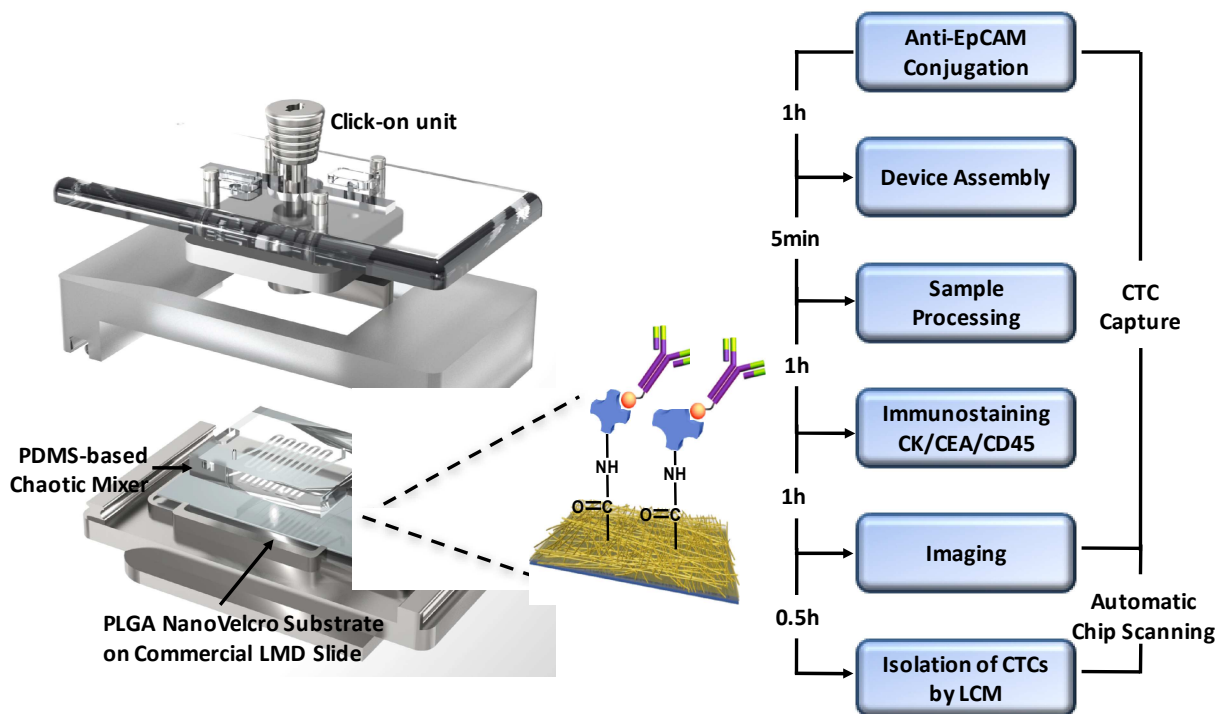 Click-on unit
PDMS-based
Chaotic Mixer
PLGA NanoVelcro Substrate
on Commercial LMD Slide
NH
O=C
NH
O=C
Anti-EpCAM
Conjugation
1h
Device Assembly
5min
Sample
Processing
1h
Immunostaining
CK/CEA/CD45
1h
Imaging
0.5h
Isolation of CTCs
by LCM
CTC
Capture
Automatic
Chip Scanning